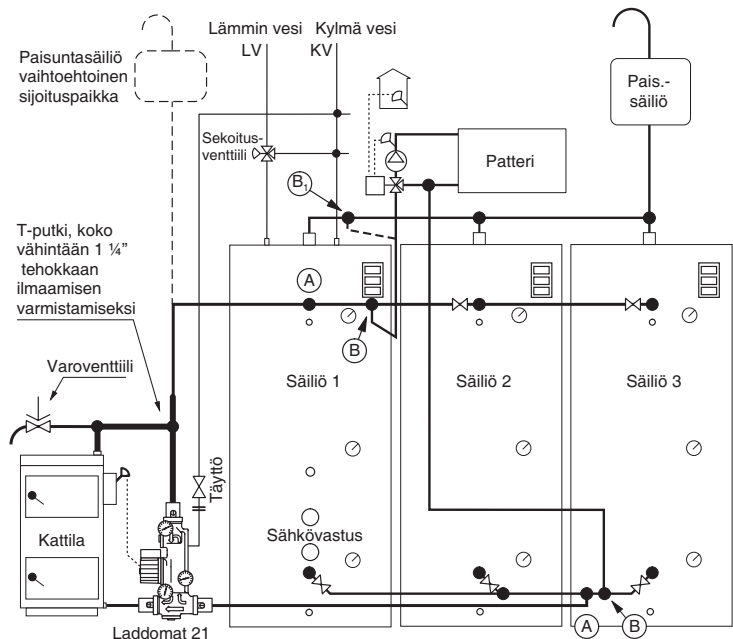 Paisuntasäiliö
vaihtoehtoinen
sijoituspaikka
Lämmin vesi
LV
Kylmä vesi
KV
Pais.-
säiliö
Sekoitus-
venttiili
Patteri
B₁
T-putki, koko
vähintään 1 ¼”
tehokkaan
ilmaamisen
varmistamiseksi
A
B
Varoventtiili
Säiliö 1
Säiliö 2
Säiliö 3
Täyttö
Kattila
Sähkövastus
Laddomat 21
A
B